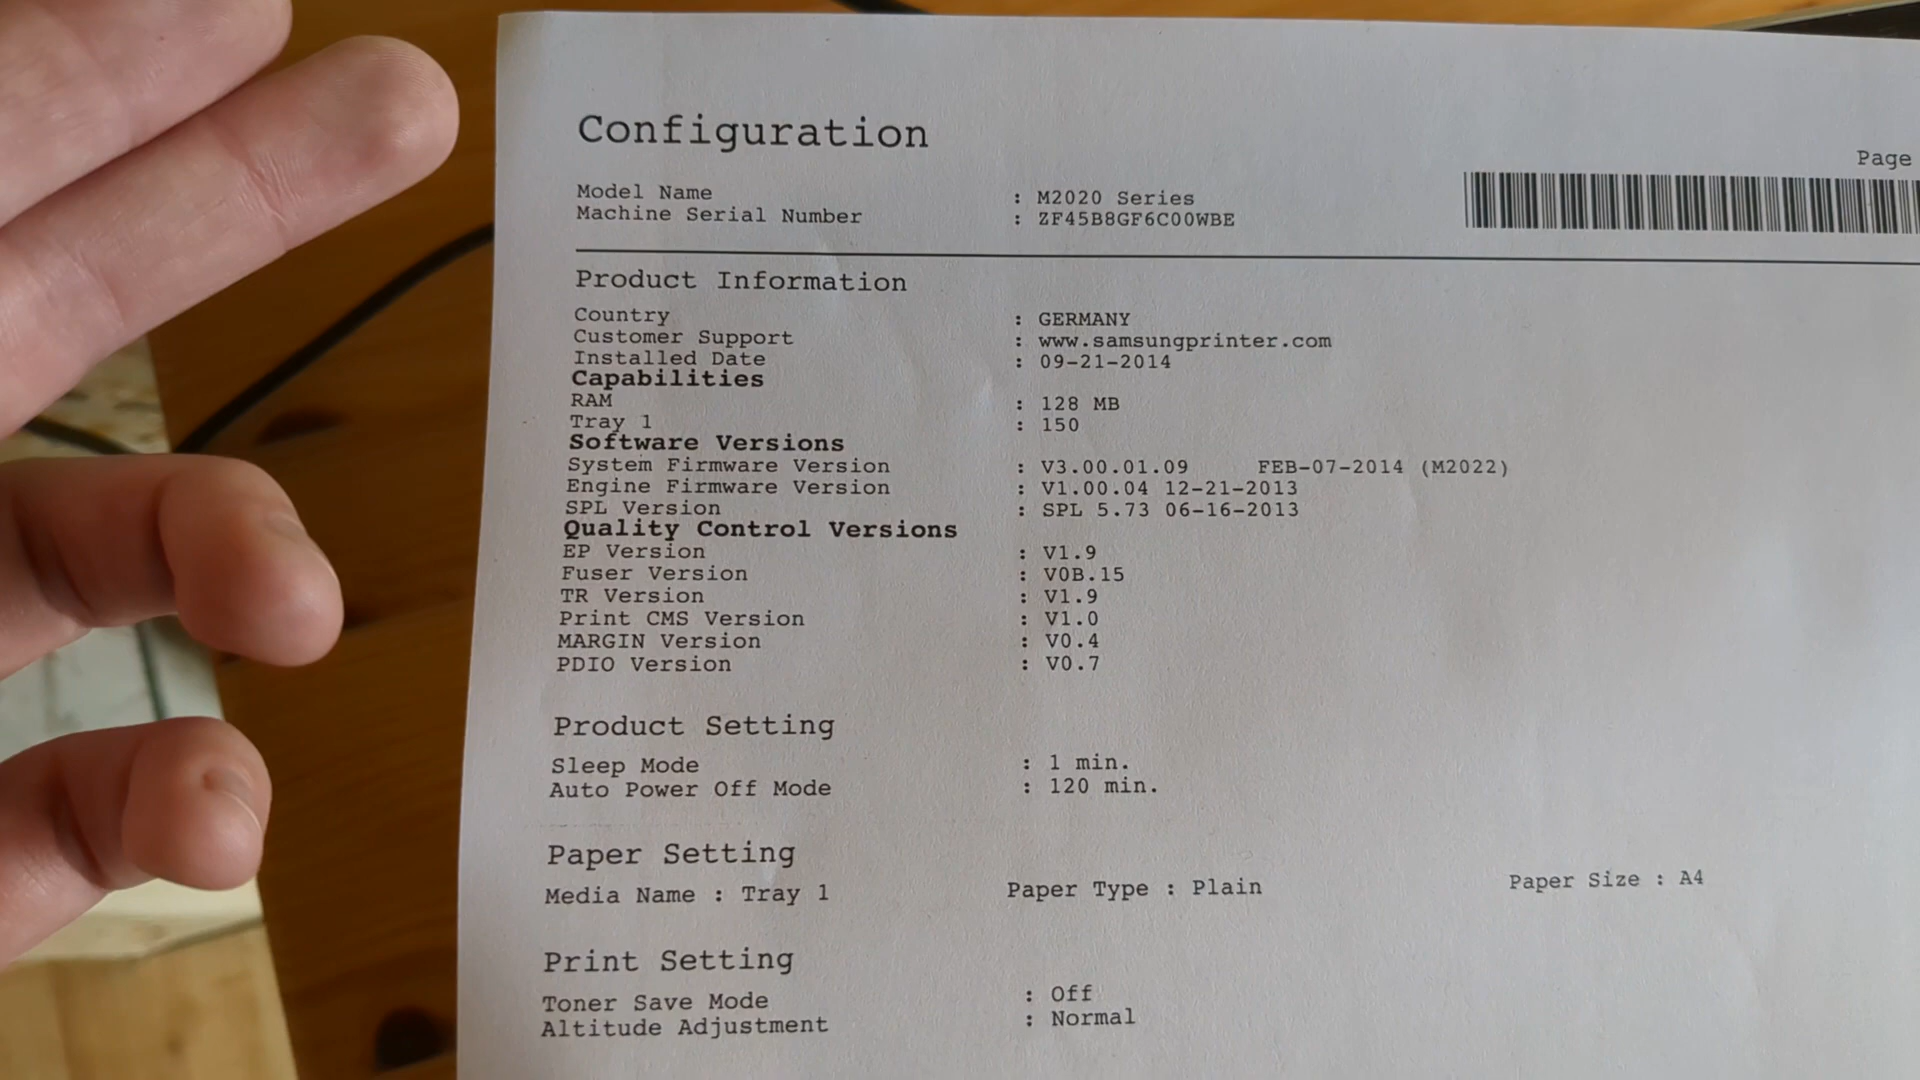 Configuration
Page
Model Name : M2020 Series
Machine Serial Number : ZF45B8GF6C00WBE
Product Information
Country : GERMANY
Customer Support : www.samsungprinter.com
Installed Date : 09-21-2014
Capabilities
RAM : 128 MB
Tray 1 : 150
Software Versions
System Firmware Version : V3.00.01.09 FEB-07-2014 (M2022)
Engine Firmware Version : V1.00.04 12-21-2013
SPL Version : SPL 5.73 06-16-2013
Quality Control Versions
EP Version : V1.9
Fuser Version : V0B.15
TR Version : V1.9
Print CMS Version : V1.0
MARGIN Version : V0.4
PDIO Version : V0.7
Product Setting
Sleep Mode : 1 min.
Auto Power Off Mode : 120 min.
Paper Setting
Media Name : Tray 1 Paper Type : Plain Paper Size : A4
Print Setting
Toner Save Mode : Off
Altitude Adjustment : Normal